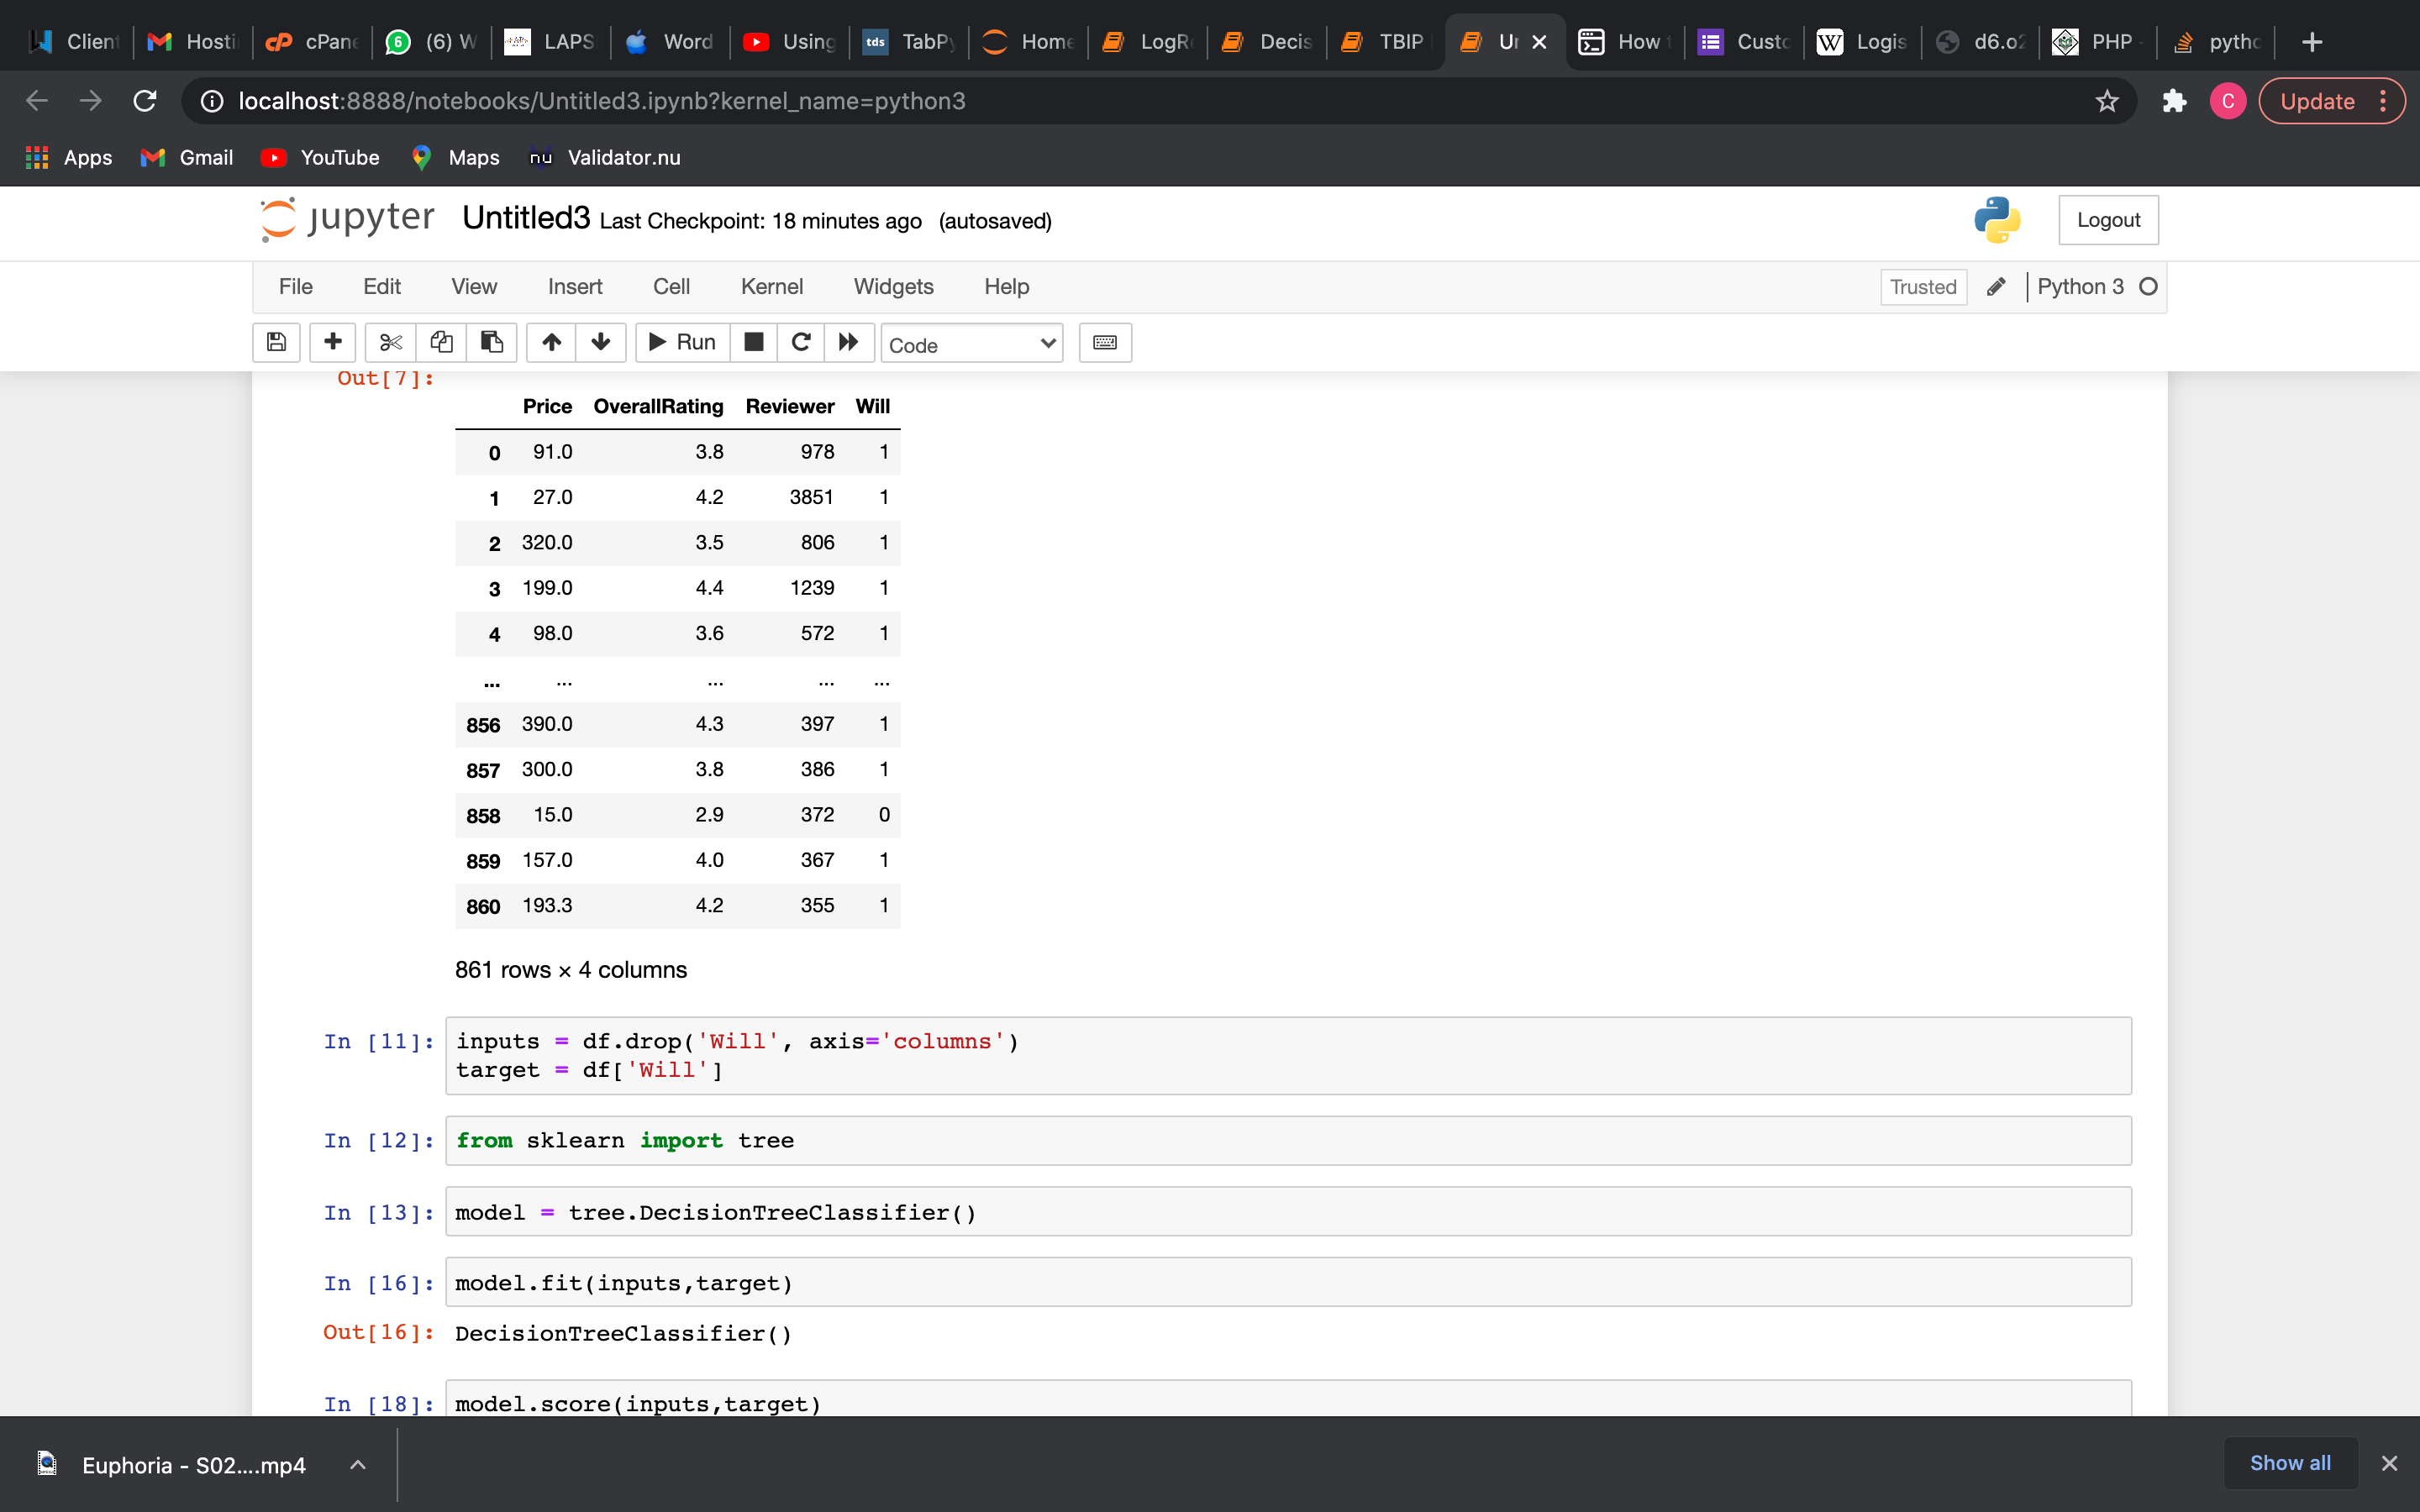 Client Hosti cPane (6) W LAPS Word Using tds TabPy Home LogRe Decis TBIP Un How t Custo W Logis d6.o2 PHP - pytho
localhost:8888/notebooks/Untitled3.ipynb?kernel_name=python3 C Update
Apps Gmail YouTube Maps nu Validator.nu
jupyter Untitled3 Last Checkpoint: 18 minutes ago (autosaved) Logout
File Edit View Insert Cell Kernel Widgets Help Trusted Python 3
Run Code
Out[7]:
Price OverallRating Reviewer Will
0 91.0 3.8 978 1
1 27.0 4.2 3851 1
2 320.0 3.5 806 1
3 199.0 4.4 1239 1
4 98.0 3.6 572 1
... ... ... ... ...
856 390.0 4.3 397 1
857 300.0 3.8 386 1
858 15.0 2.9 372 0
859 157.0 4.0 367 1
860 193.3 4.2 355 1
861 rows × 4 columns
In [11]: inputs = df.drop('Will', axis='columns')
target = df['Will']
In [12]: from sklearn import tree
In [13]: model = tree.DecisionTreeClassifier()
In [16]: model.fit(inputs,target)
Out[16]: DecisionTreeClassifier()
In [18]: model.score(inputs,target)
Euphoria - S02....mp4 Show all